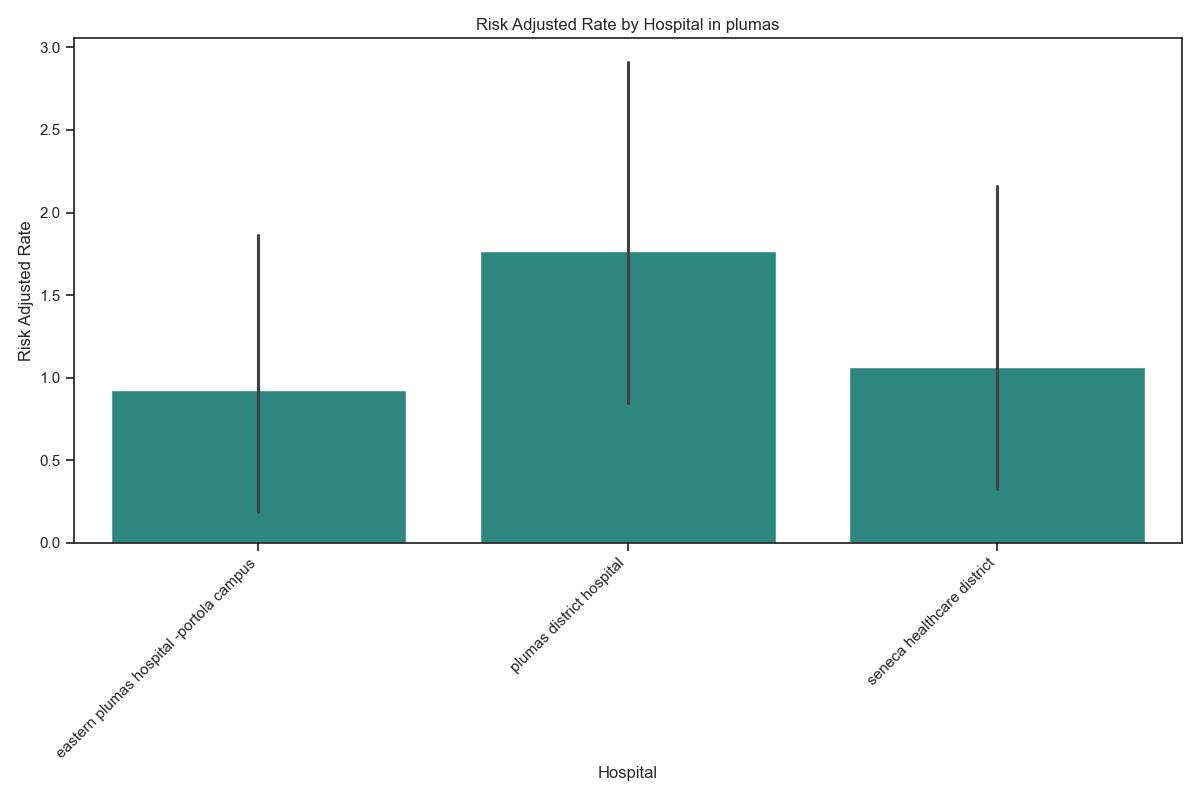 Risk Adjusted Rate by Hospital in plumas
3.0
2.5
2.0
1.5
1.0
0.5
0.0
Risk Adjusted Rate
eastern plumas hospital -portola campus
plumas district hospital
seneca healthcare district
Hospital